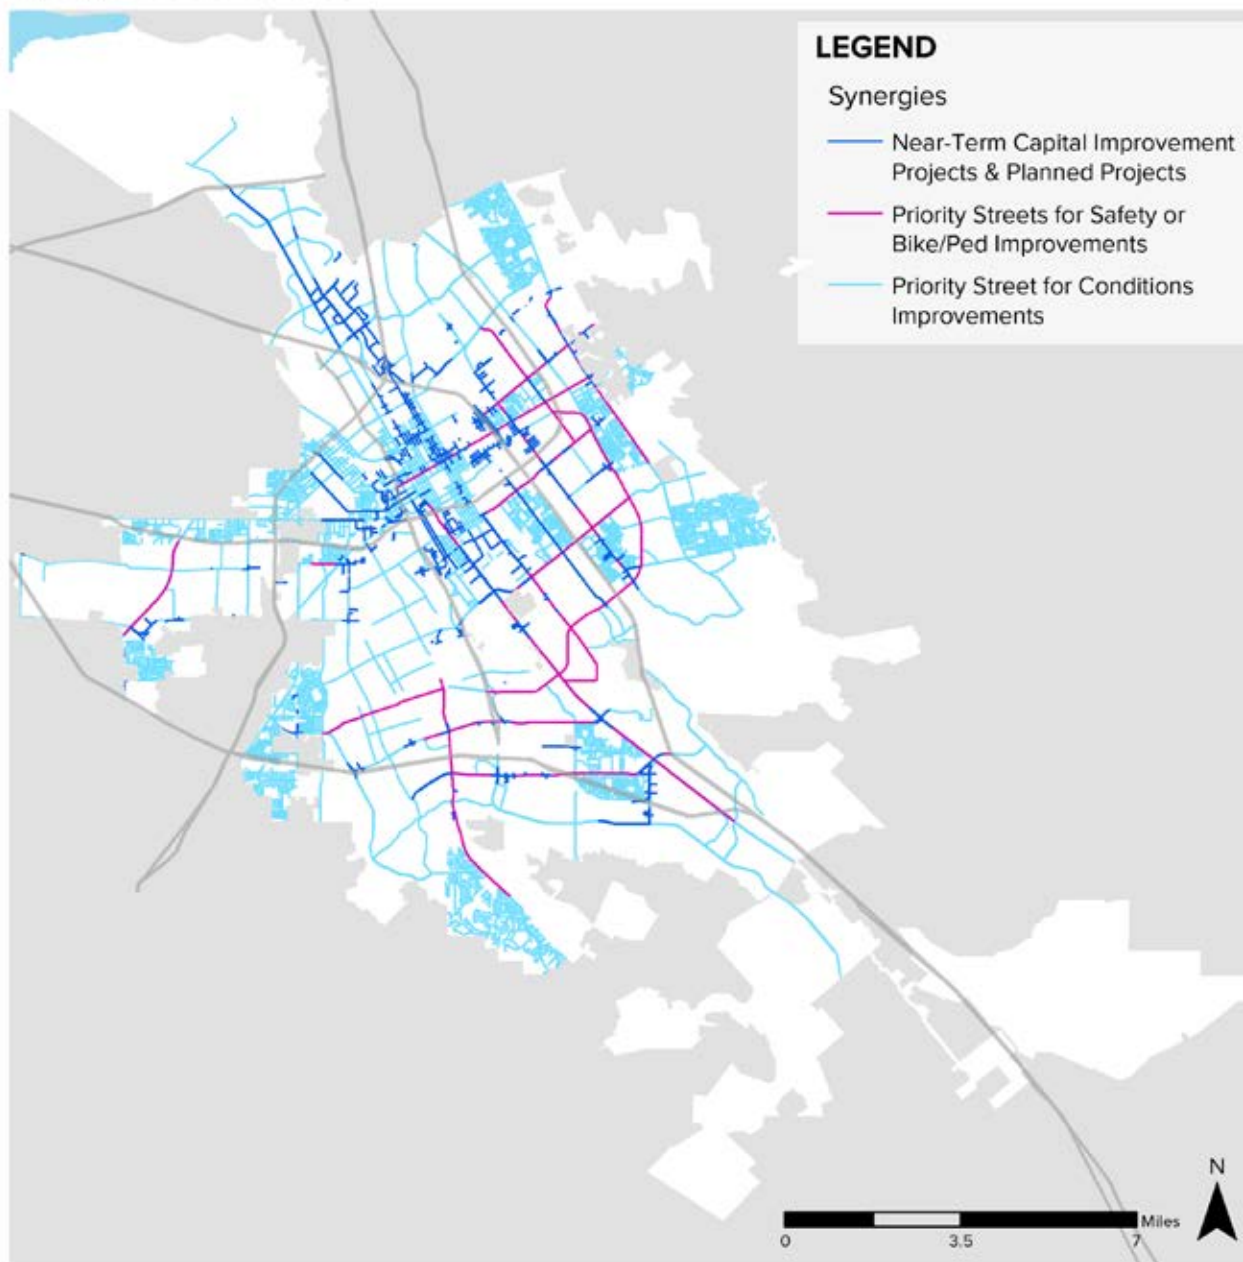 LEGEND
Synergies
Near-Term Capital Improvement
Projects & Planned Projects
Priority Streets for Safety or
Bike/Ped Improvements
Priority Street for Conditions
Improvements
N
Miles
0 3.5 7